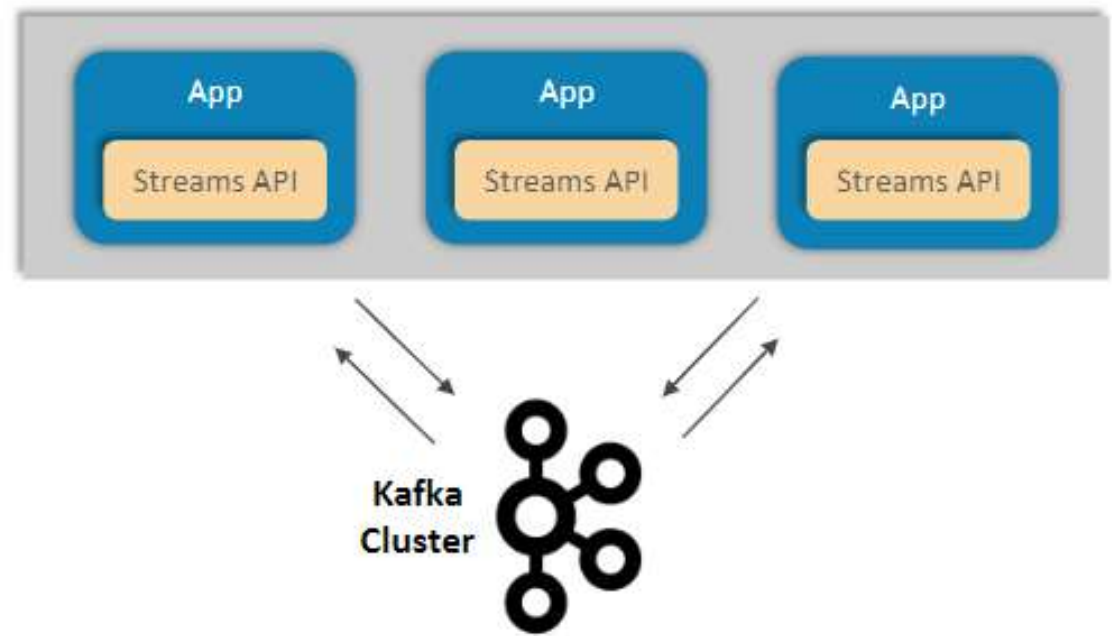 App
App
App
Streams API
Streams API
Streams API
Kafka
Cluster